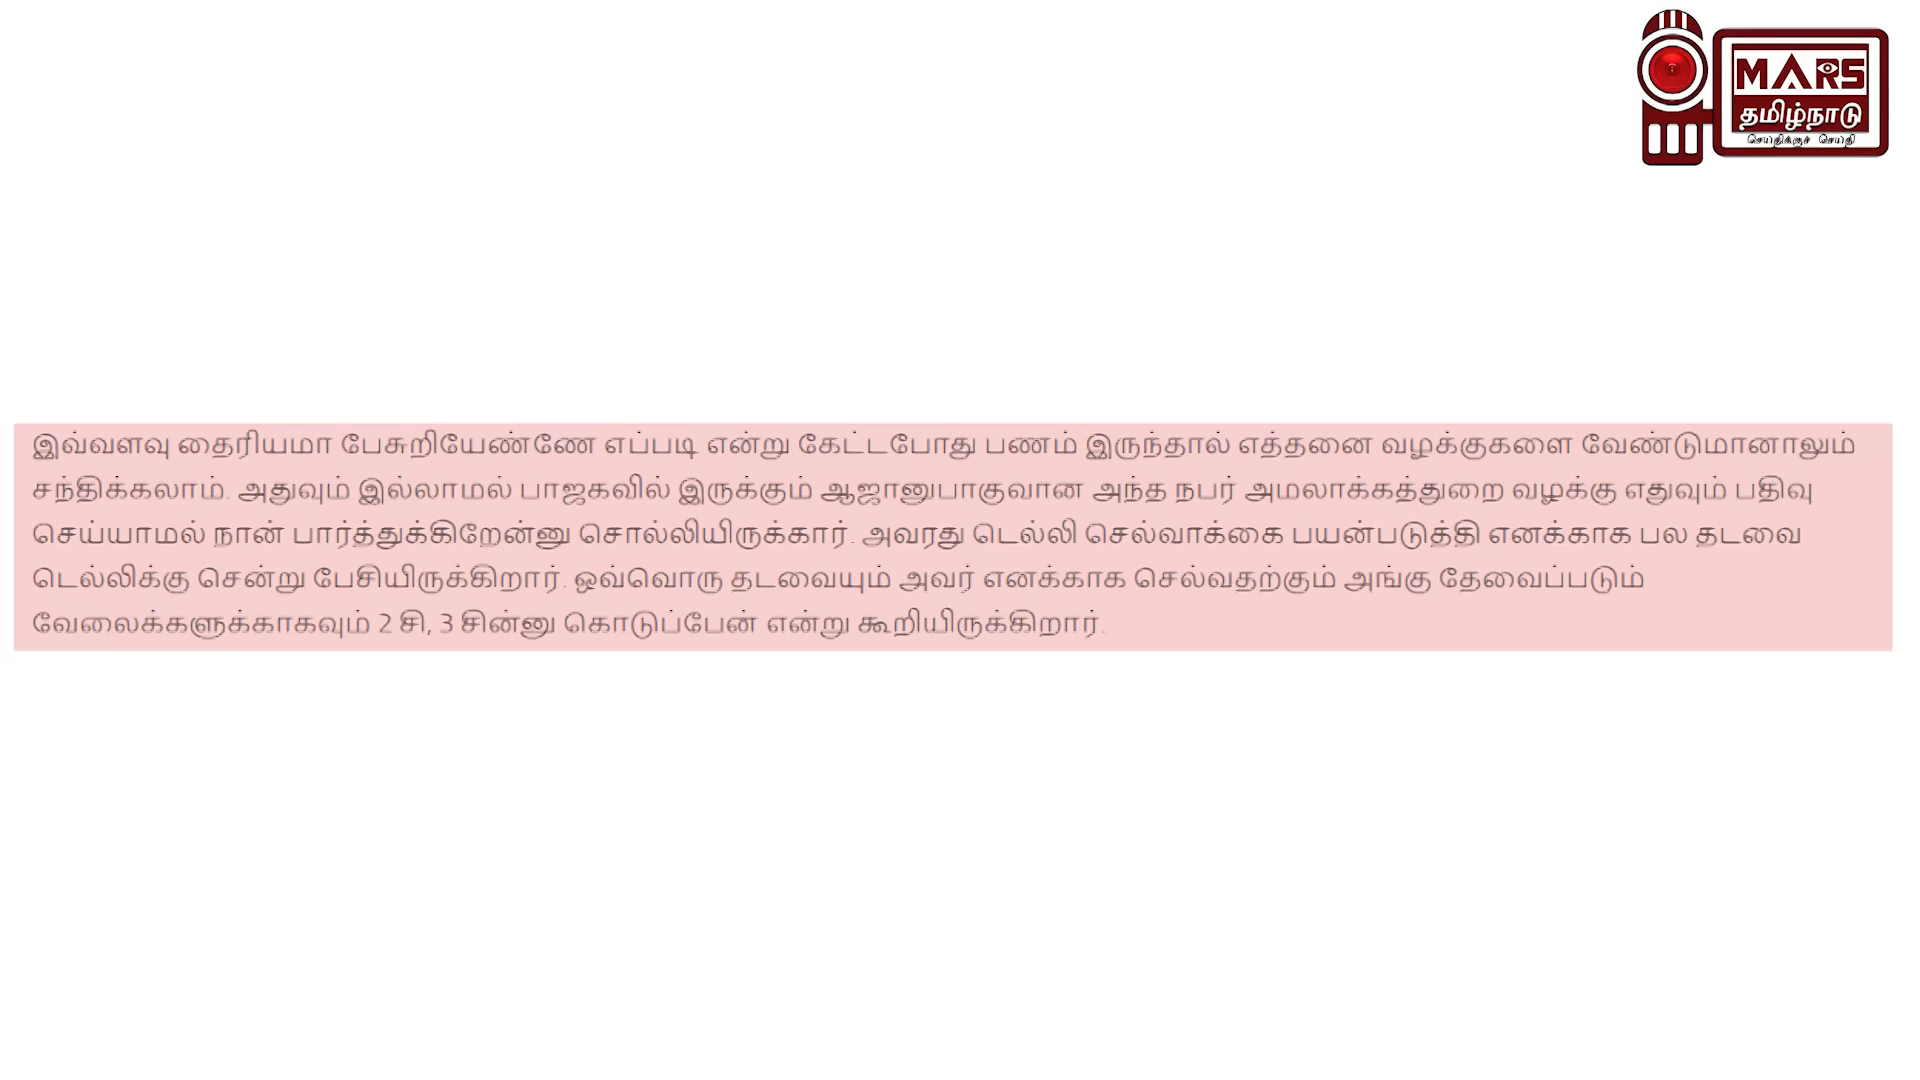 MARS
தமிழ்நாடு
செய்திக்குச் செய்தி
இவ்வளவு தைரியமா பேசுறியேண்ணே எப்படி என்று கேட்டபோது பணம் இருந்தால் எத்தனை வழக்குகளை வேண்டுமானாலும்
சந்திக்கலாம். அதுவும் இல்லாமல் பாஜகவில் இருக்கும் ஆஜானுபாகுவான அந்த நபர் அமலாக்கத்துறை வழக்கு எதுவும் பதிவு
செய்யாமல் நான் பார்த்துக்கிறேன்னு சொல்லியிருக்கார். அவரது டெல்லி செல்வாக்கை பயன்படுத்தி எனக்காக பல தடவை
டெல்லிக்கு சென்று பேசியிருக்கிறார். ஒவ்வொரு தடவையும் அவர் எனக்காக செல்வதற்கும் அங்கு தேவைப்படும்
வேலைக்களுக்காகவும் 2 சி, 3 சின்னு கொடுப்பேன் என்று கூறியிருக்கிறார்.